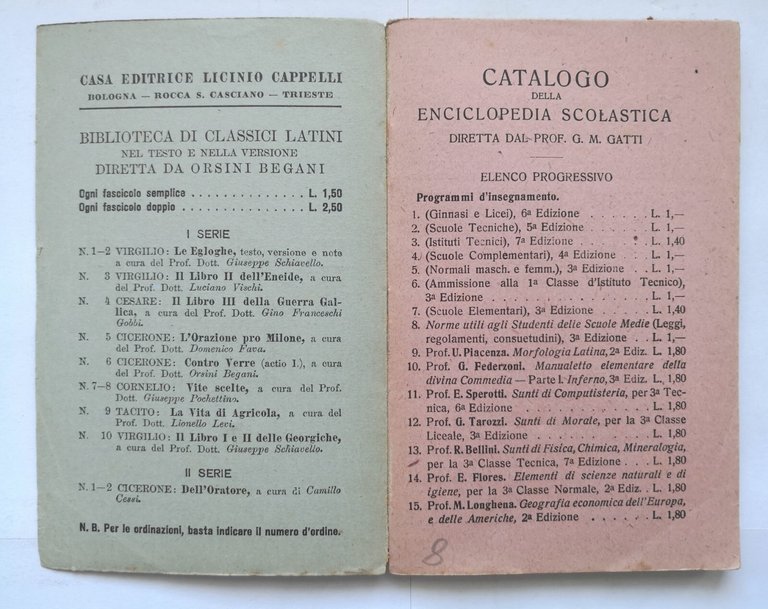 CASA EDITRICE LICINIO CAPPELLI
BOLOGNA — ROCCA S. CASCIANO — TRIESTE
BIBLIOTECA DI CLASSICI LATINI
NEL TESTO E NELLA VERSIONE
DIRETTA DA ORSINI BEGANI
Ogni fascicolo semplice . . . . . . . . . . . . . . . L. 1,50
Ogni fascicolo doppio . . . . . . . . . . . . . . . . L. 2,50
I SERIE
N. 1-2 VIRGILIO: Le Egloghe, testo, versione e note
a cura del Prof. Dott. Giuseppe Schiavello.
N. 3 VIRGILIO: Il Libro II dell'Eneide, a cura
del Prof. Dott. Luciano Vischi.
N. 4 CESARE: Il Libro III della Guerra Gal-
lica, a cura del Prof. Dott. Gino Franceschi
Gobbi.
N. 5 CICERONE: L'Orazione pro Milone, a cura
del Prof. Dott. Domenico Fava.
N. 6 CICERONE: Contro Verre (actio I.), a cura
del Prof. Dott. Orsini Begani.
N. 7-8 CORNELIO: Vite scelte, a cura del Prof.
Dott. Giuseppe Pochettino.
N. 9 TACITO: La Vita di Agricola, a cura del
Prof. Dott. Lionello Levi.
N. 10 VIRGILIO: Il Libro I e II delle Georgiche,
a cura del Prof. Dott. Giuseppe Schiavello.
II SERIE
N. 1-2 CICERONE: Dell'Oratore, a cura di Camillo
Cessi.
N. B. Per le ordinazioni, basta indicare il numero d'ordine.
CATALOGO
DELLA
ENCICLOPEDIA SCOLASTICA
DIRETTA DAL PROF. G. M. GATTI
ELENCO PROGRESSIVO
Programmi d'insegnamento.
1. (Ginnasi e Licei), 6ª Edizione . . . . . . L. 1,—
2. (Scuole Tecniche), 5ª Edizione . . . . . . L. 1,—
3. (Istituti Tecnici), 7ª Edizione . . . . . . L. 1,40
4. (Scuole Complementari), 4ª Edizione . . . L. 1,—
5. (Normali masch. e femm.), 3ª Edizione . . . L. 1,—
6. (Ammissione alla 1ª Classe d'Istituto Tecnico),
3ª Edizione . . . . . . . . . . . . . . . L. 1,—
7. (Scuole Elementari), 3ª Edizione . . . . . L. 1,40
8. Norme utili agli Studenti delle Scuole Medie (Leggi,
regolamenti, consuetudini), 3ª Edizione . . . L. 1,—
9. Prof. U. Piacenza. Morfologia Latina, 2ª Ediz. L. 1,80
10. Prof. G. Federzoni. Manualetto elementare della
divina Commedia — Parte I. Inferno, 3ª Ediz. L. 1,80
11. Prof. E. Sperotti. Sunti di Computisteria, per 3ª Tec-
nica, 6ª Edizione . . . . . . . . . . . . L. 1,80
12. Prof. G. Tarozzi. Sunti di Morale, per la 3ª Classe
Liceale, 3ª Edizione . . . . . . . . . . . L. 1,80
13. Prof. R. Bellini. Sunti di Fisica, Chimica, Mineralogia,
per la 3ª Classe Tecnica, 7ª Edizione . . . L. 1,80
14. Prof. E. Flores. Elementi di scienze naturali e di
igiene, per la 3ª Classe Normale, 2ª Ediz. . L. 1,80
15. Prof. M. Longhena. Geografia economica dell'Europa,
e delle Americhe, 2ª Edizione . . . . . . L. 1,80
8